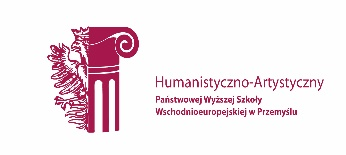 Humanistyczno-Artystyczny
Państwowej Wyższej Szkoły
Wschodnioeuropejskiej w Przemyślu